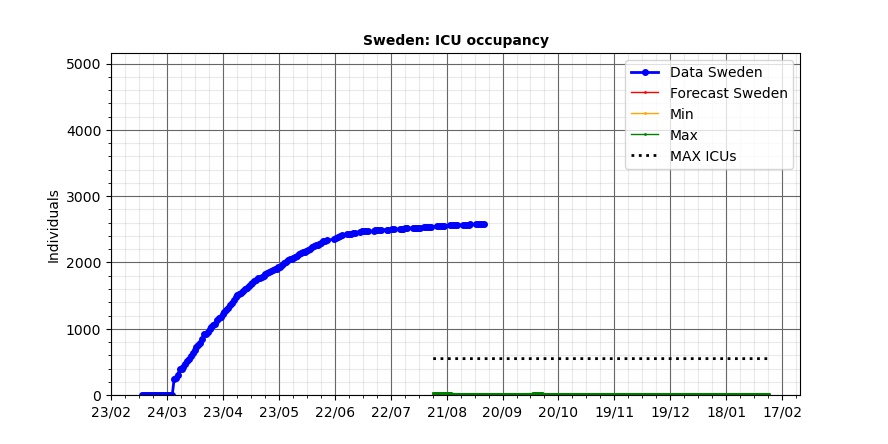 Sweden: ICU occupancy
Data Sweden
Forecast Sweden
Min
Max
MAX ICUs
Individuals
5000
4000
3000
2000
1000
0
23/02 24/03 23/04 23/05 22/06 22/07 21/08 20/09 20/10 19/11 19/12 18/01 17/02